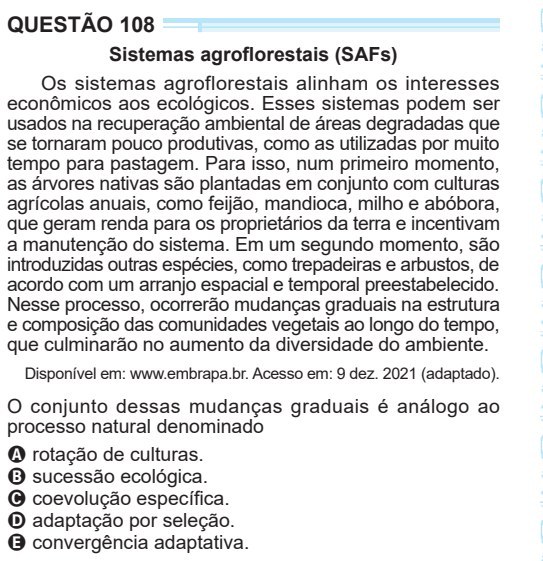 QUESTÃO 108
Sistemas agroflorestais (SAFs)
Os sistemas agroflorestais alinham os interesses
econômicos aos ecológicos. Esses sistemas podem ser
usados na recuperação ambiental de áreas degradadas que
se tornaram pouco produtivas, como as utilizadas por muito
tempo para pastagem. Para isso, num primeiro momento,
as árvores nativas são plantadas em conjunto com culturas
agrícolas anuais, como feijão, mandioca, milho e abóbora,
que geram renda para os proprietários da terra e incentivam
a manutenção do sistema. Em um segundo momento, são
introduzidas outras espécies, como trepadeiras e arbustos, de
acordo com um arranjo espacial e temporal preestabelecido.
Nesse processo, ocorrerão mudanças graduais na estrutura
e composição das comunidades vegetais ao longo do tempo,
que culminarão no aumento da diversidade do ambiente.
Disponível em: www.embrapa.br. Acesso em: 9 dez. 2021 (adaptado).
O conjunto dessas mudanças graduais é análogo ao
processo natural denominado
A rotação de culturas.
B sucessão ecológica.
C coevolução específica.
D adaptação por seleção.
E convergência adaptativa.